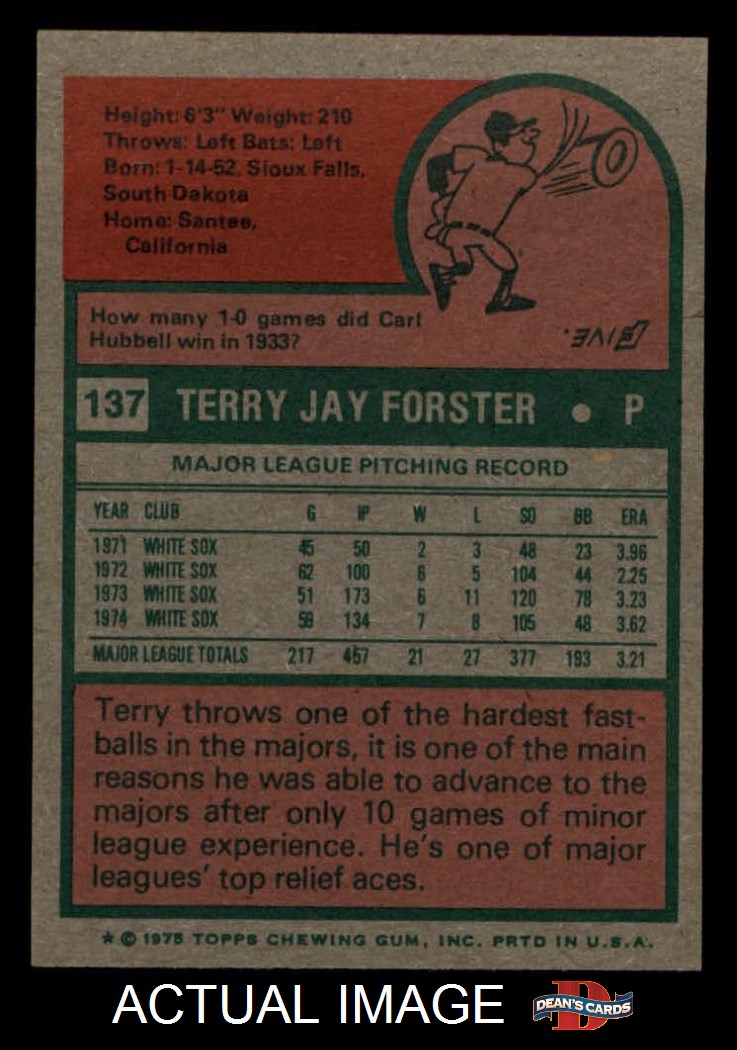 Height: 6'3" Weight: 210
Throws: Left Bats: Left
Born: 1-14-52, Sioux Falls,
South Dakota
Home: Santee,
California
How many 1-0 games did Carl
Hubbell win in 1933?
FIVE.
137 TERRY JAY FORSTER • P
MAJOR LEAGUE PITCHING RECORD
YEAR CLUB G IP W L SO BB ERA
1971 WHITE SOX 45 50 2 3 48 23 3.96
1972 WHITE SOX 62 100 6 5 104 44 2.25
1973 WHITE SOX 51 173 6 11 120 78 3.23
1974 WHITE SOX 59 134 7 8 105 48 3.62
MAJOR LEAGUE TOTALS 217 457 21 27 377 193 3.21
Terry throws one of the hardest fast-
balls in the majors, it is one of the main
reasons he was able to advance to the
majors after only 10 games of minor
league experience. He's one of major
leagues' top relief aces.
* © 1975 TOPPS CHEWING GUM, INC. PRTD IN U.S.A.
ACTUAL IMAGE
D
DEAN'S CARDS